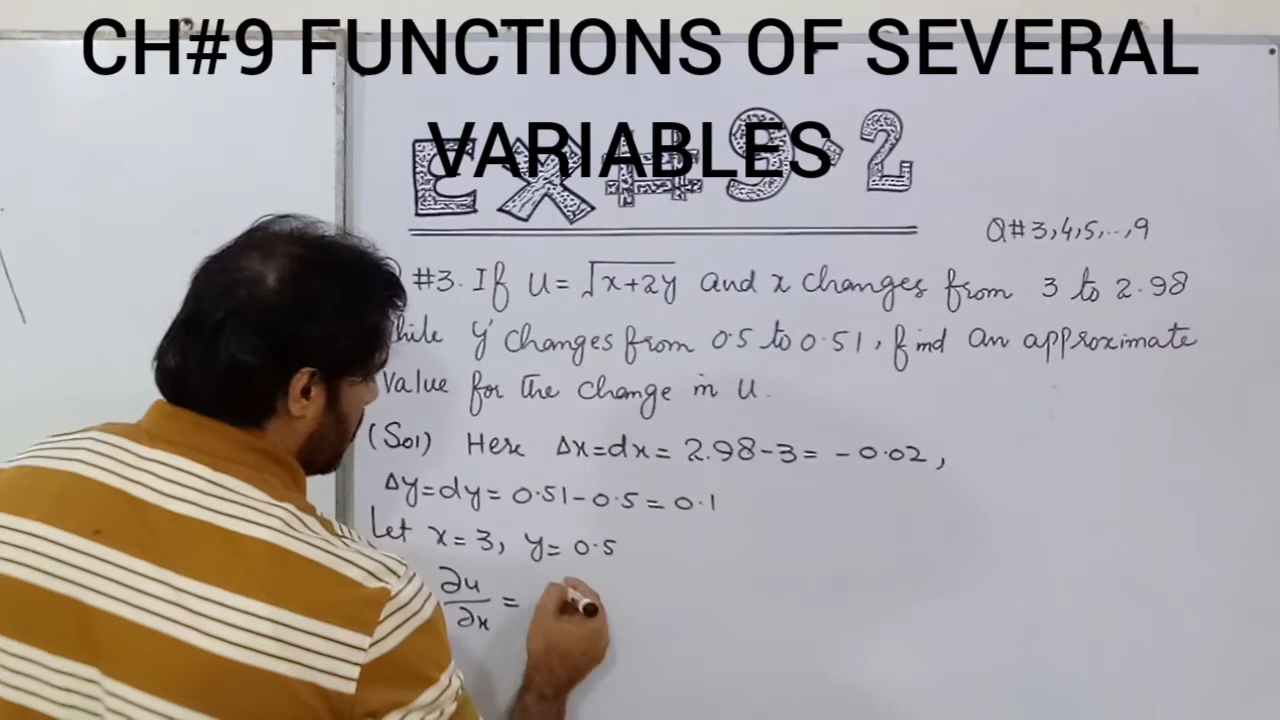 CH#9 FUNCTIONS OF SEVERAL
VARIABLES
EX#9.2
Q#3,4,5,...,9
#3. If u = √x+2y and x changes from 3 to 2.98
hile y changes from 0.5 to 0.51, find an approximate
value for the change in u.
(Sol) Here Δx=dx= 2.98-3= -0.02,
Δy=dy= 0.51-0.5=0.1
Let x=3, y=0.5
∂u/∂x =